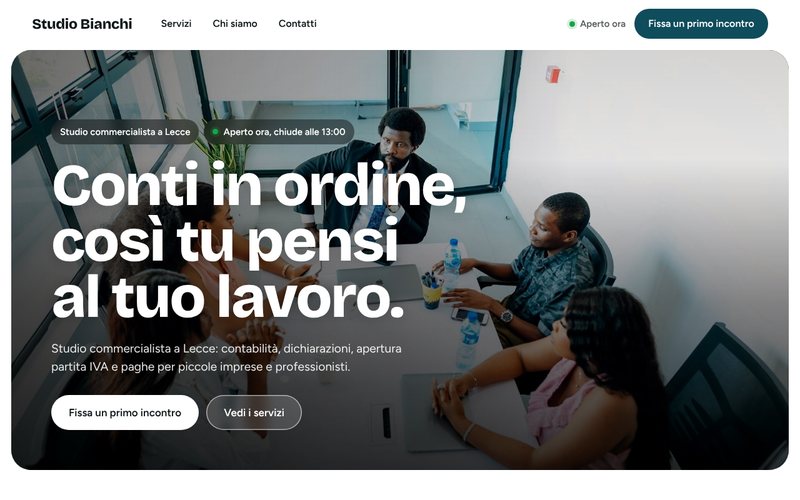 Studio Bianchi
Servizi
Chi siamo
Contatti
Aperto ora
Fissa un primo incontro
Studio commercialista a Lecce
Aperto ora, chiude alle 13:00
Conti in ordine,
così tu pensi
al tuo lavoro.
Studio commercialista a Lecce: contabilità, dichiarazioni, apertura
partita IVA e paghe per piccole imprese e professionisti.
Fissa un primo incontro
Vedi i servizi